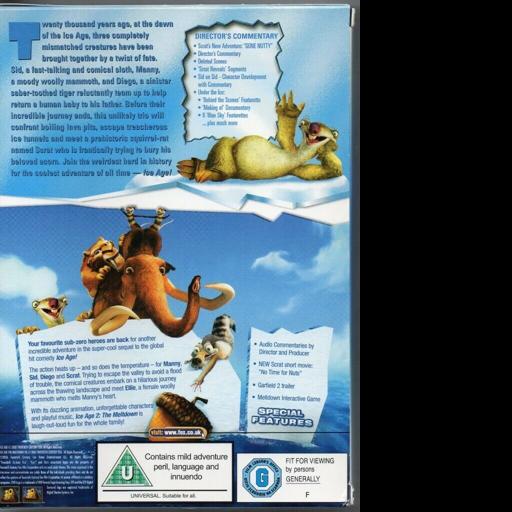 Twenty thousand years ago, at the dawn
of the Ice Age, three completely
mismatched creatures have been
brought together by a twist of fate.
Sid, a fast-talking and comical sloth, Manny,
a moody woolly mammoth, and Diego, a sinister
saber-toothed tiger reluctantly team up to help
return a human baby to his father. Before their
incredible journey ends, this unlikely trio will
confront boiling lava pits, escape treacherous
ice tunnels and meet a prehistoric squirrel-rat
named Scrat who is frantically trying to bury his
beloved acorn. Join the weirdest herd in history
for the coolest adventure of all time — Ice Age!
DIRECTOR'S COMMENTARY
• Scrat's New Adventure: "GONE NUTTY"
• Director's Commentary
• Deleted Scenes
• 'Scrat Reveals' Segments
• Sid on Sid - Character Development
with Commentary
• Under the Ice:
• 'Behind the Scenes' Featurette
• 'Making of' Documentary
• 6 'Blue Sky' Featurettes
... plus much more
Your favourite sub-zero heroes are back for another
incredible adventure in the super-cool sequel to the global
hit comedy Ice Age!
The action heats up – and so does the temperature – for Manny,
Sid, Diego and Scrat. Trying to escape the valley to avoid a flood
of trouble, the comical creatures embark on a hilarious journey
across the thawing landscape and meet Ellie, a female woolly
mammoth who melts Manny's heart.
With its dazzling animation, unforgettable characters
and playful music, Ice Age 2: The Meltdown is
laugh-out-loud fun for the whole family!
• Audio Commentaries by
Director and Producer
• NEW Scrat short movie:
"No Time for Nuts"
• Garfield 2 trailer
• Meltdown Interactive Game
SPECIAL
FEATURES
visit: www.fox.co.uk
U
Contains mild adventure
peril, language and
innuendo
UNIVERSAL. Suitable for all.
G
FIT FOR VIEWING
by persons
GENERALLY
F